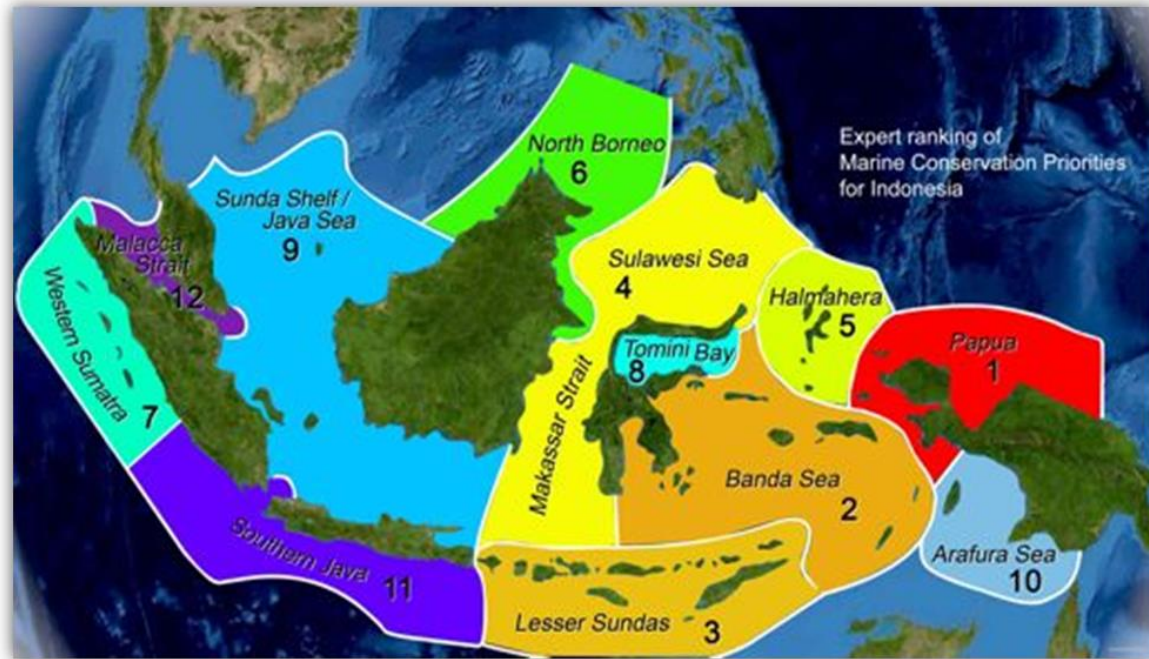 Expert ranking of
Marine Conservation Priorities
for Indonesia
North Borneo
6
Sunda Shelf /
Java Sea
9
Malacca
Strait
12
Sulawesi Sea
4
Halmahera
5
Western Sumatra
7
Tomini Bay
8
Papua
1
Makassar Strait
Banda Sea
2
Southern Java
11
Arafura Sea
10
Lesser Sundas
3